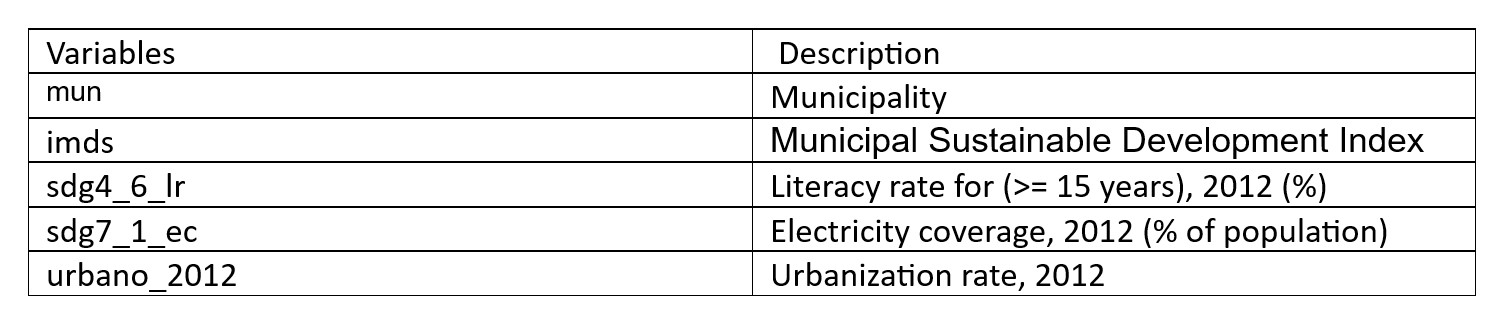 Variables Description
mun Municipality
imds Municipal Sustainable Development Index
sdg4_6_lr Literacy rate for (>= 15 years), 2012 (%)
sdg7_1_ec Electricity coverage, 2012 (% of population)
urbano_2012 Urbanization rate, 2012